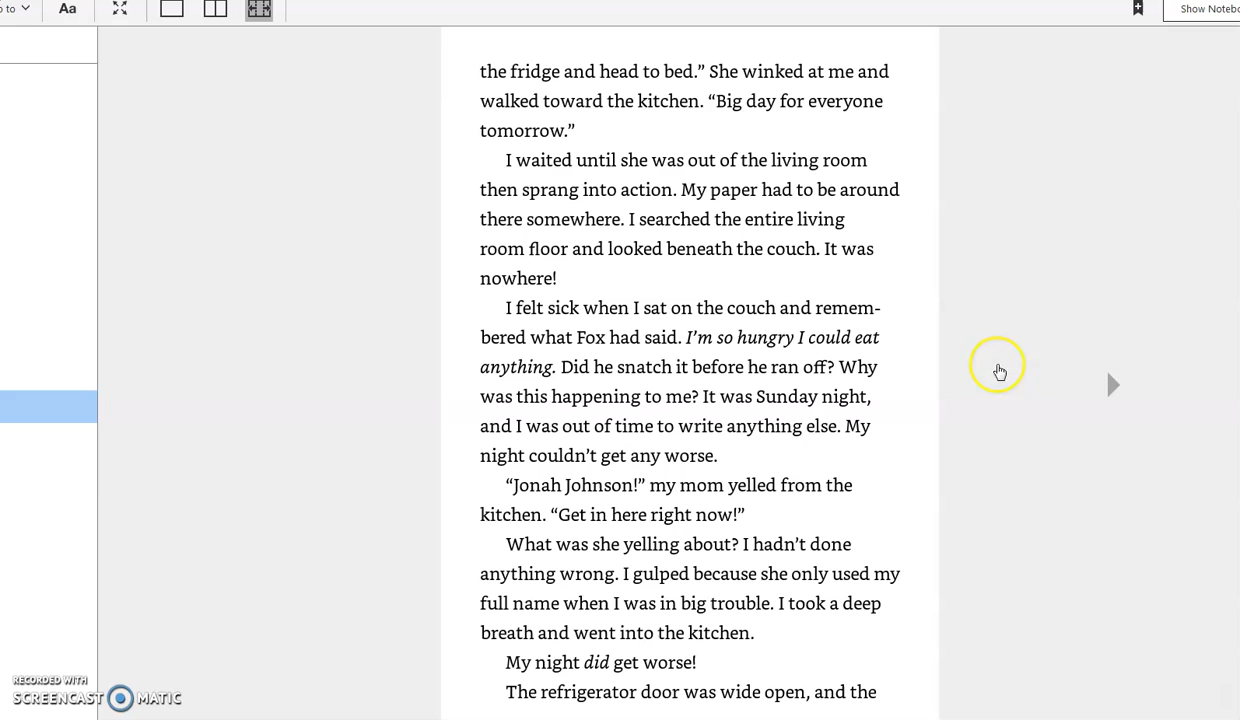 to
Aa
Show Notebo
the fridge and head to bed.” She winked at me and
walked toward the kitchen. “Big day for everyone
tomorrow.”
I waited until she was out of the living room
then sprang into action. My paper had to be around
there somewhere. I searched the entire living
room floor and looked beneath the couch. It was
nowhere!
I felt sick when I sat on the couch and remem-
bered what Fox had said. I’m so hungry I could eat
anything. Did he snatch it before he ran off? Why
was this happening to me? It was Sunday night,
and I was out of time to write anything else. My
night couldn’t get any worse.
“Jonah Johnson!” my mom yelled from the
kitchen. “Get in here right now!”
What was she yelling about? I hadn’t done
anything wrong. I gulped because she only used my
full name when I was in big trouble. I took a deep
breath and went into the kitchen.
My night did get worse!
The refrigerator door was wide open, and the
RECORDED WITH
SCREENCAST MATIC